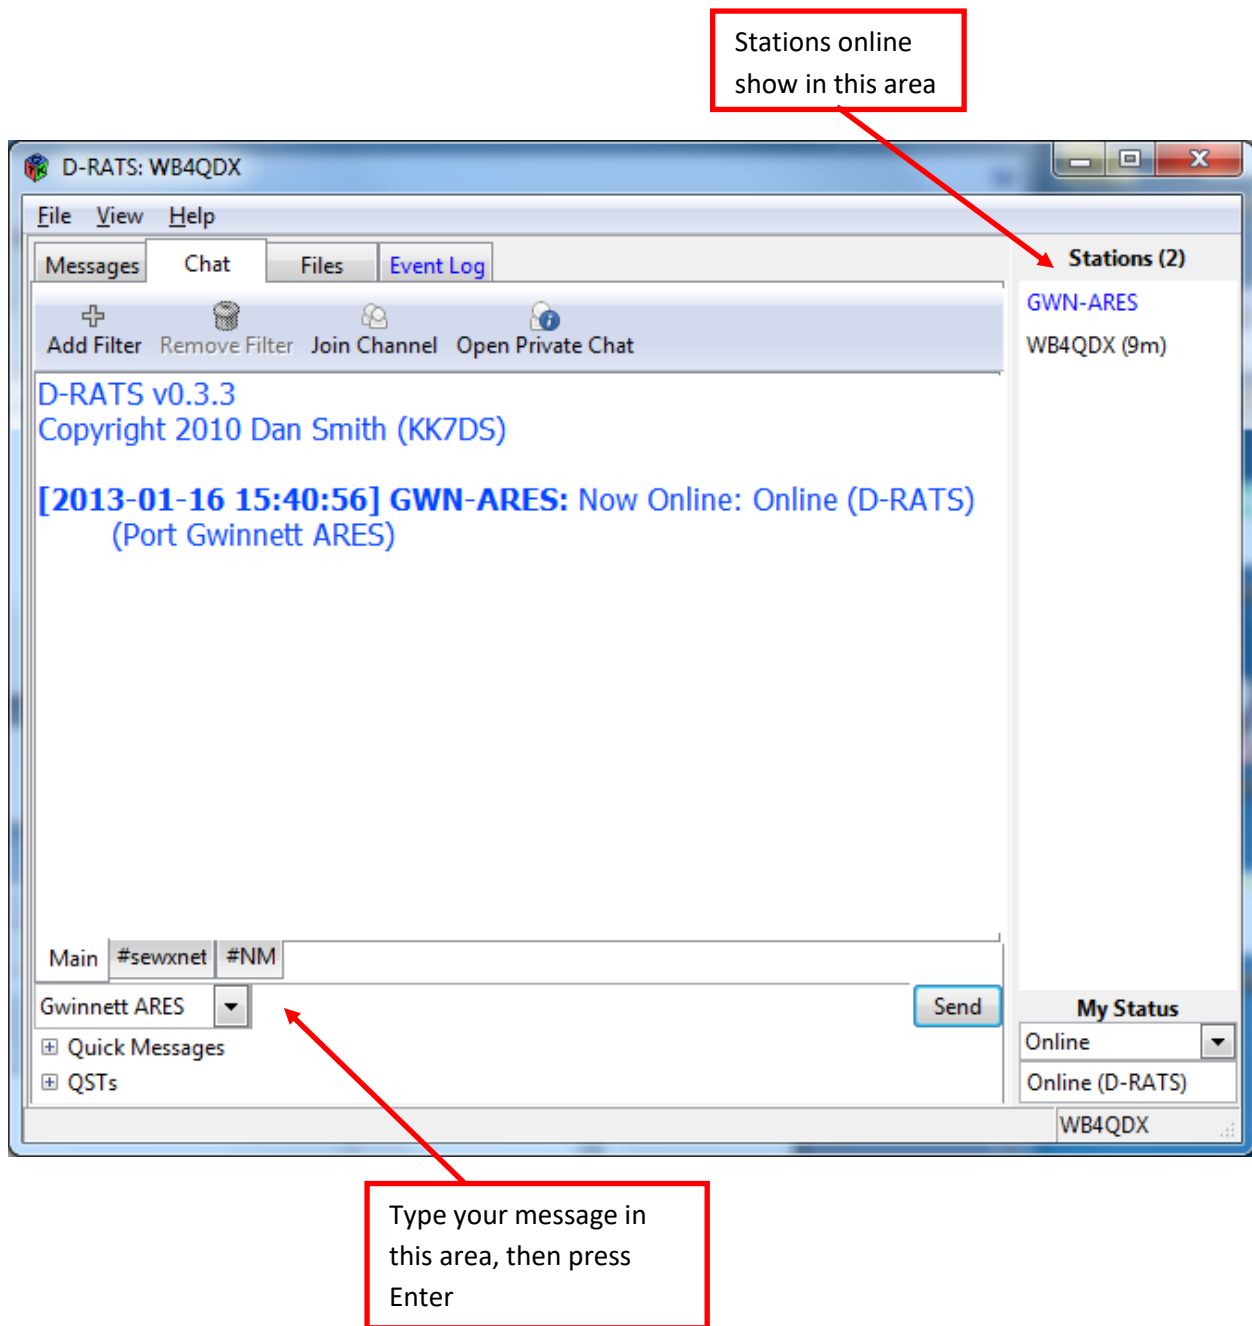 Stations online
show in this area
D-RATS: WB4QDX
File View Help
Messages Chat Files Event Log
Stations (2)
Add Filter Remove Filter Join Channel Open Private Chat
GWN-ARES
WB4QDX (9m)
D-RATS v0.3.3
Copyright 2010 Dan Smith (KK7DS)
[2013-01-16 15:40:56] GWN-ARES: Now Online: Online (D-RATS)
(Port Gwinnett ARES)
Main #sewxnet #NM
Gwinnett ARES Send
Quick Messages
QSTs
My Status
Online
Online (D-RATS)
WB4QDX
Type your message in
this area, then press
Enter